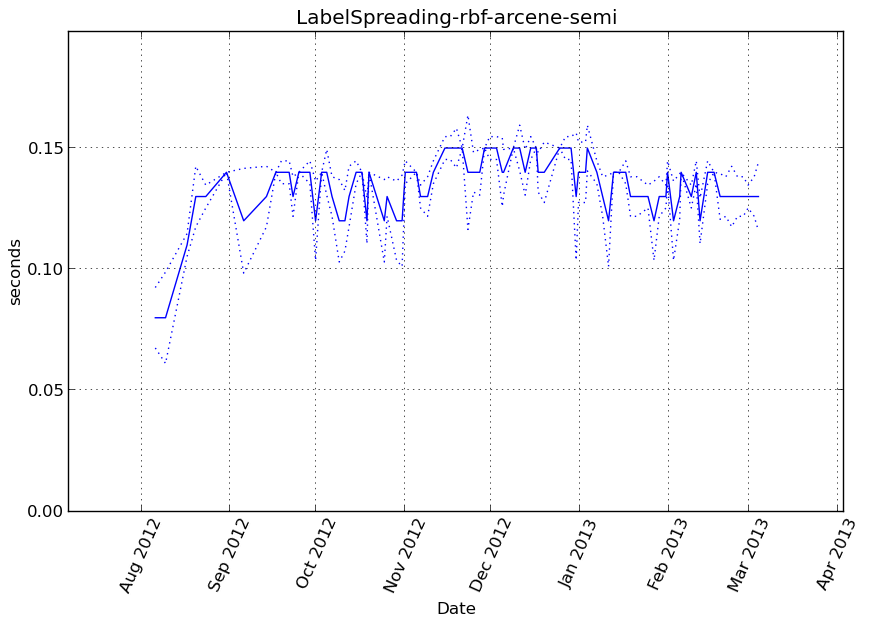 LabelSpreading-rbf-arcene-semi
0.15
0.10
0.05
0.00
seconds
Aug 2012
Sep 2012
Oct 2012
Nov 2012
Dec 2012
Jan 2013
Feb 2013
Mar 2013
Apr 2013
Date